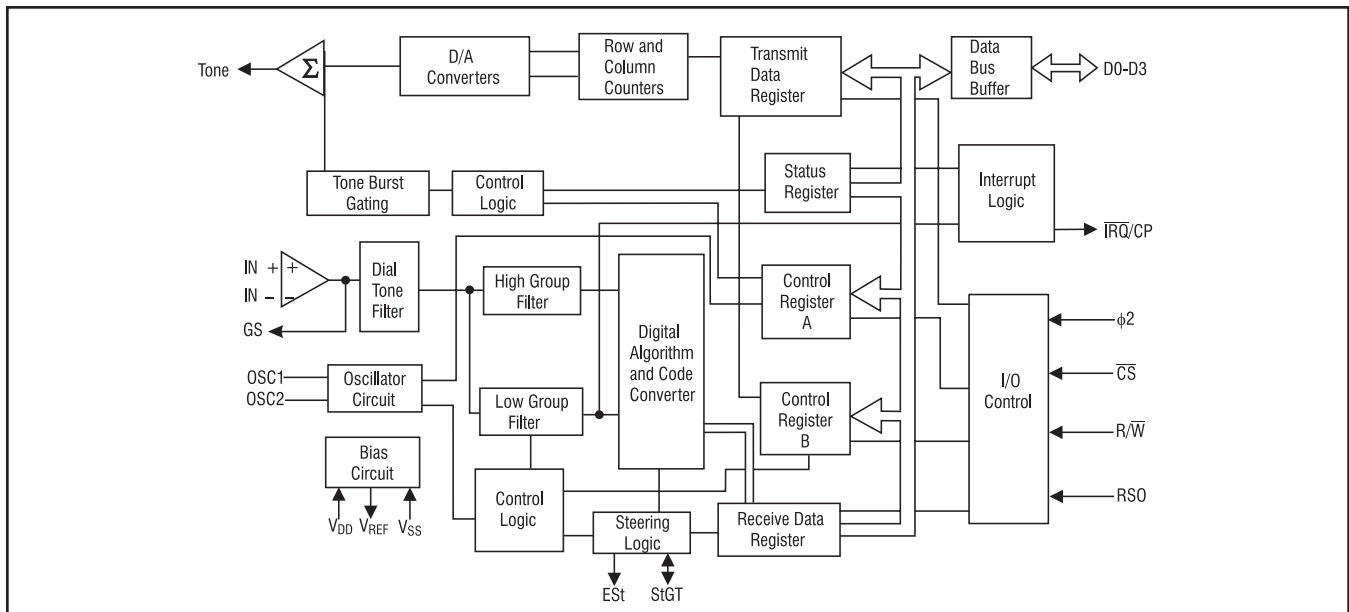 Tone
Σ
D/A
Converters
Row and
Column
Counters
Transmit
Data
Register
Data
Bus
Buffer
D0-D3
Tone Burst
Gating
Control
Logic
Status
Register
Interrupt
Logic
IRQ/CP
IN + +
IN − −
GS
Dial
Tone
Filter
High Group
Filter
Digital
Algorithm
and Code
Converter
Control
Register
A
I/O
Control
ϕ2
CS
R/W
RSO
OSC1
OSC2
Oscillator
Circuit
Low Group
Filter
Control
Register
B
Bias
Circuit
VDD VREF VSS
Control
Logic
Steering
Logic
Receive Data
Register
ESt StGT